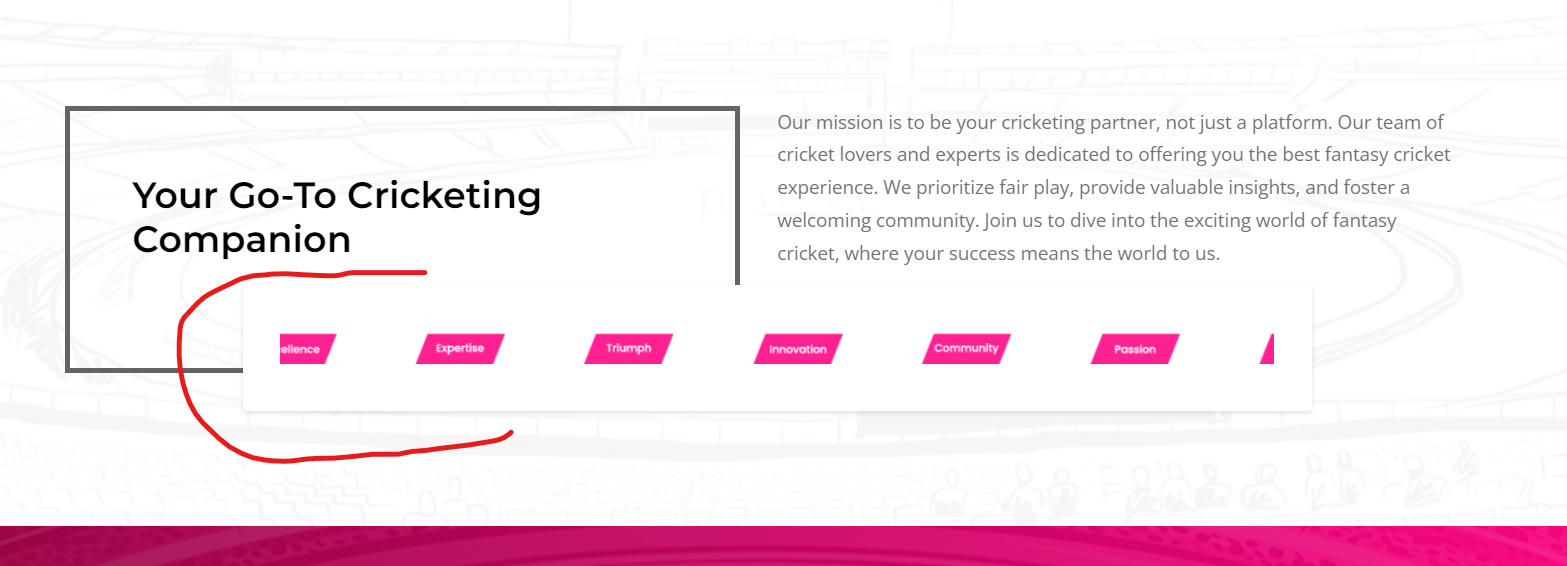 Your Go-To Cricketing
Companion
Our mission is to be your cricketing partner, not just a platform. Our team of
cricket lovers and experts is dedicated to offering you the best fantasy cricket
experience. We prioritize fair play, provide valuable insights, and foster a
welcoming community. Join us to dive into the exciting world of fantasy
cricket, where your success means the world to us.
ellence Expertise Triumph Innovation Community Passion